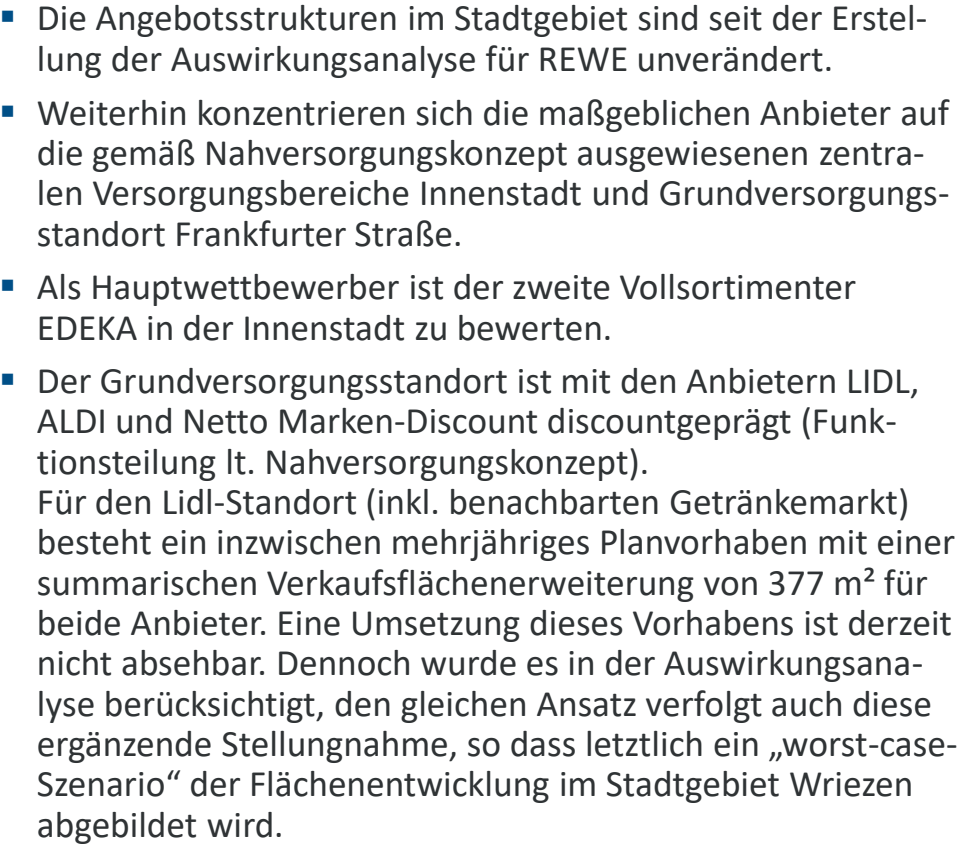 ▪ Die Angebotsstrukturen im Stadtgebiet sind seit der Erstel-
lung der Auswirkungsanalyse für REWE unverändert.
▪ Weiterhin konzentrieren sich die maßgeblichen Anbieter auf
die gemäß Nahversorgungskonzept ausgewiesenen zentra-
len Versorgungsbereiche Innenstadt und Grundversorgungs-
standort Frankfurter Straße.
▪ Als Hauptwettbewerber ist der zweite Vollsortimenter
EDEKA in der Innenstadt zu bewerten.
▪ Der Grundversorgungsstandort ist mit den Anbietern LIDL,
ALDI und Netto Marken-Discount discountgeprägt (Funk-
tionsteilung lt. Nahversorgungskonzept).
Für den Lidl-Standort (inkl. benachbarten Getränkemarkt)
besteht ein inzwischen mehrjähriges Planvorhaben mit einer
summarischen Verkaufsflächenerweiterung von 377 m² für
beide Anbieter. Eine Umsetzung dieses Vorhabens ist derzeit
nicht absehbar. Dennoch wurde es in der Auswirkungsana-
lyse berücksichtigt, den gleichen Ansatz verfolgt auch diese
ergänzende Stellungnahme, so dass letztlich ein „worst-case-
Szenario“ der Flächenentwicklung im Stadtgebiet Wriezen
abgebildet wird.